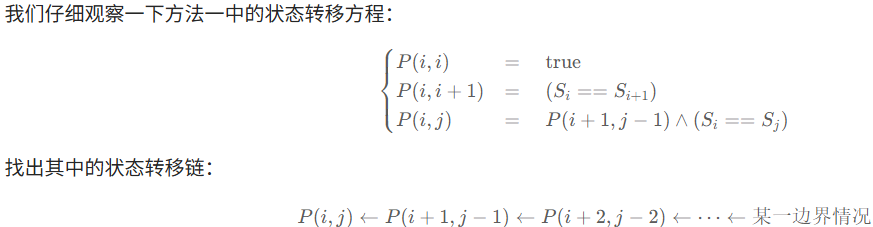 我们仔细观察一下方法一中的状态转移方程：
P(i, i) = true
P(i, i + 1) = (S_i == S_{i+1})
P(i, j) = P(i + 1, j − 1) ∧ (S_i == S_j)
找出其中的状态转移链：
P(i, j) ← P(i + 1, j − 1) ← P(i + 2, j − 2) ← ⋯ ← 某一边界情况